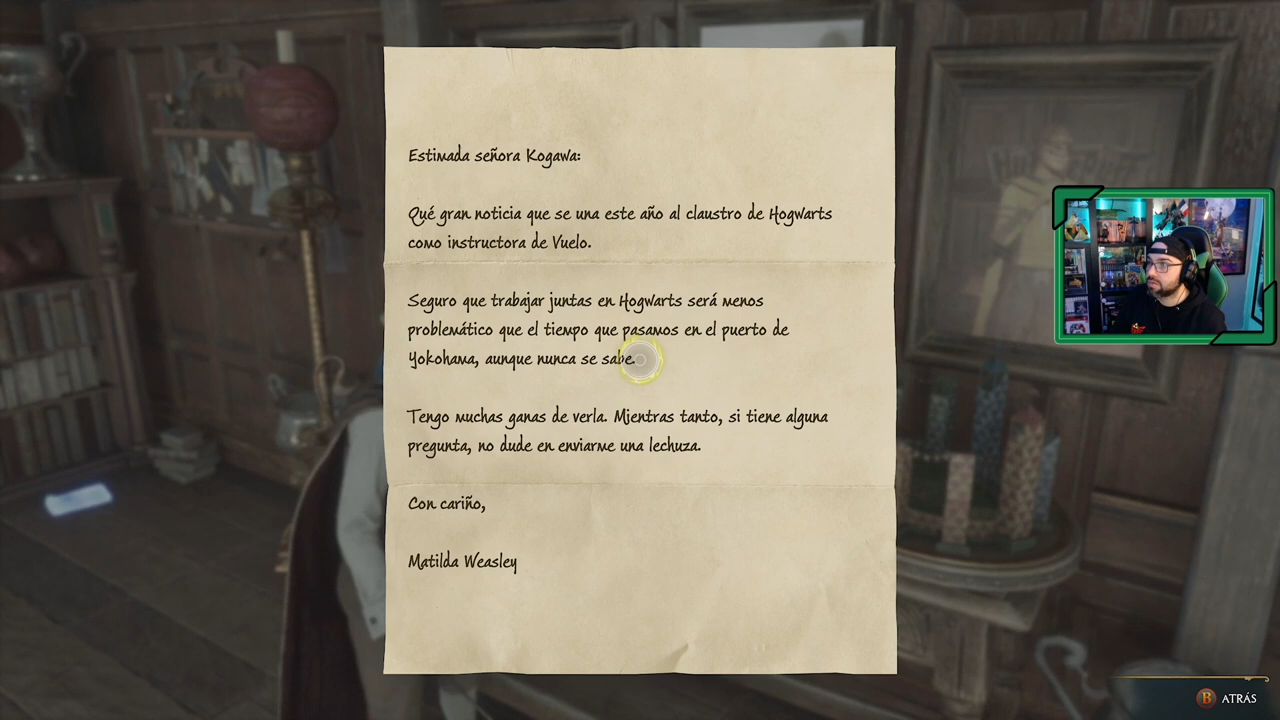 Estimada señora Kogawa:
Qué gran noticia que se una este año al claustro de Hogwarts
como instructora de Vuelo.
Seguro que trabajar juntas en Hogwarts será menos
problemático que el tiempo que pasamos en el puerto de
Yokohama, aunque nunca se sabe.
Tengo muchas ganas de verla. Mientras tanto, si tiene alguna
pregunta, no dude en enviarme una lechuza.
Con cariño,
Matilda Weasley
B ATRÁS